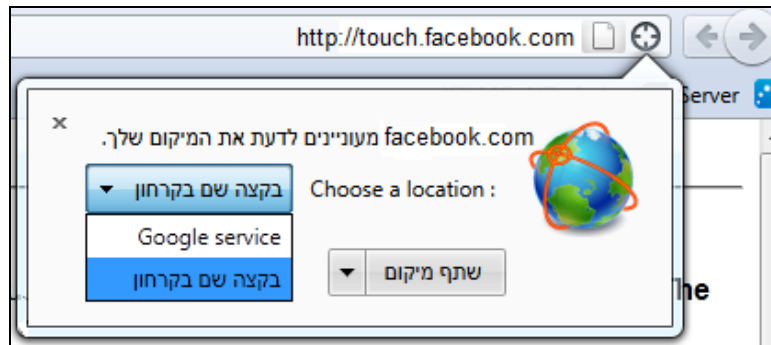 http://touch.facebook.com
Server
facebook.com מעוניינים לדעת את המיקום שלך.
Choose a location :
בקצה שם בקרחון
Google service
בקצה שם בקרחון
שתף מיקום
he